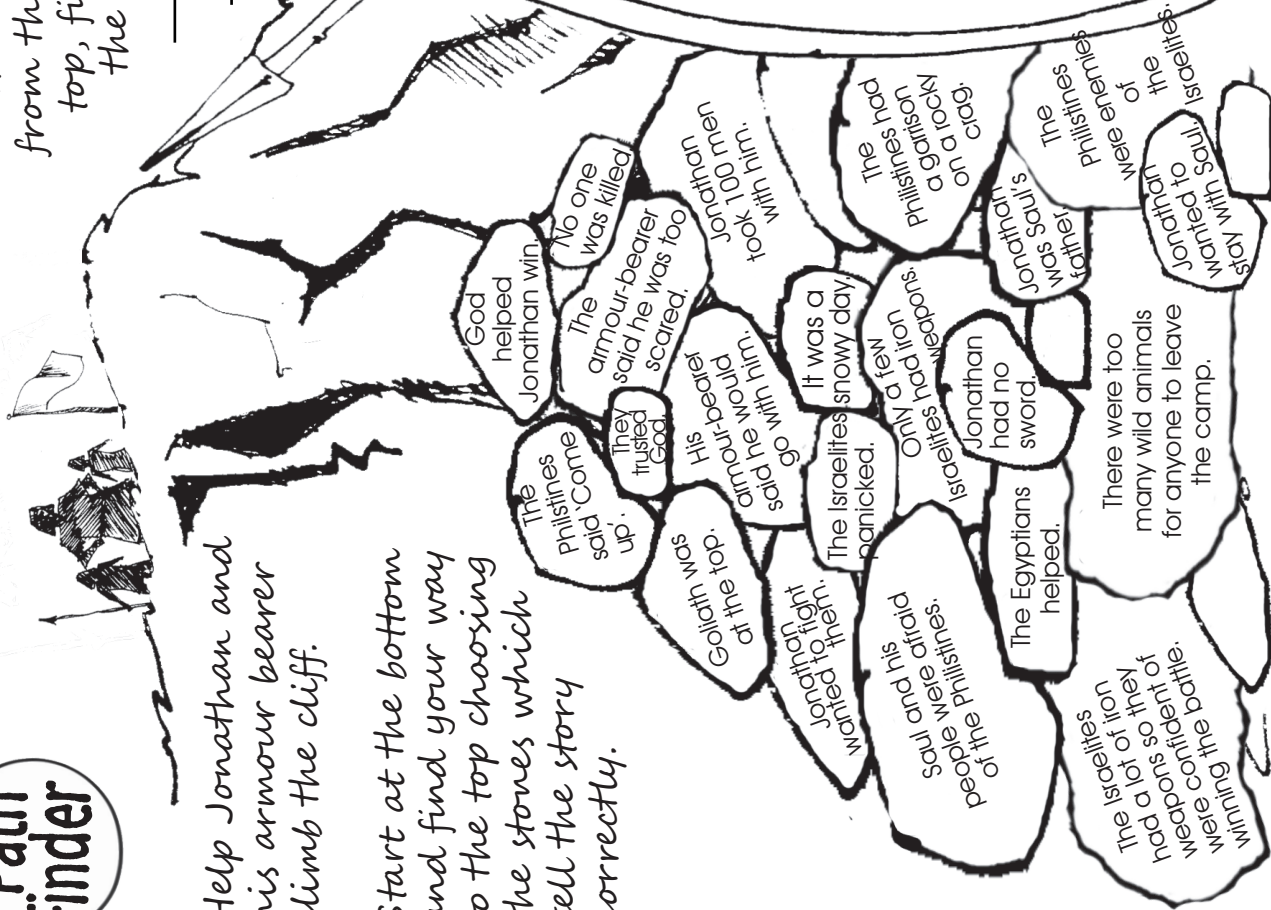 Path
Finder
from th
top, fi
the
Help Jonathan and
is armour bearer
limb the cliff.
Start at the bottom
and find your way
o the top choosing
he stones which
tell the story
orrectly.
God
helped
Jonathan win.
No one
was killed
The
Philstines
said 'Come
up'.
The
armour-bearer
said he was too
scared.
They
trusted
God.
Jonathan
took 100 men
with him.
Goliath was
at the top.
His
armour-bearer
said he would
go with him.
Jonathan
wanted to fight
them.
The Israelites
panicked.
It was a
snowy day.
The
Philistines had
a garrison
on a rocky
crag.
Saul and his
people were afraid
of the Philistines.
Only a few
Israelites had iron
weapons.
Jonathan
had no
sword.
Jonathan
was Saul's
father
The Egyptians
helped.
The
Philistines
were enemies
of
the
Israelites.
The Israelites
had a lot of iron
weapons so they
were confident of
winning the battle.
There were too
many wild animals
for anyone to leave
the camp.
Jonathan
wanted to
stay with Saul.